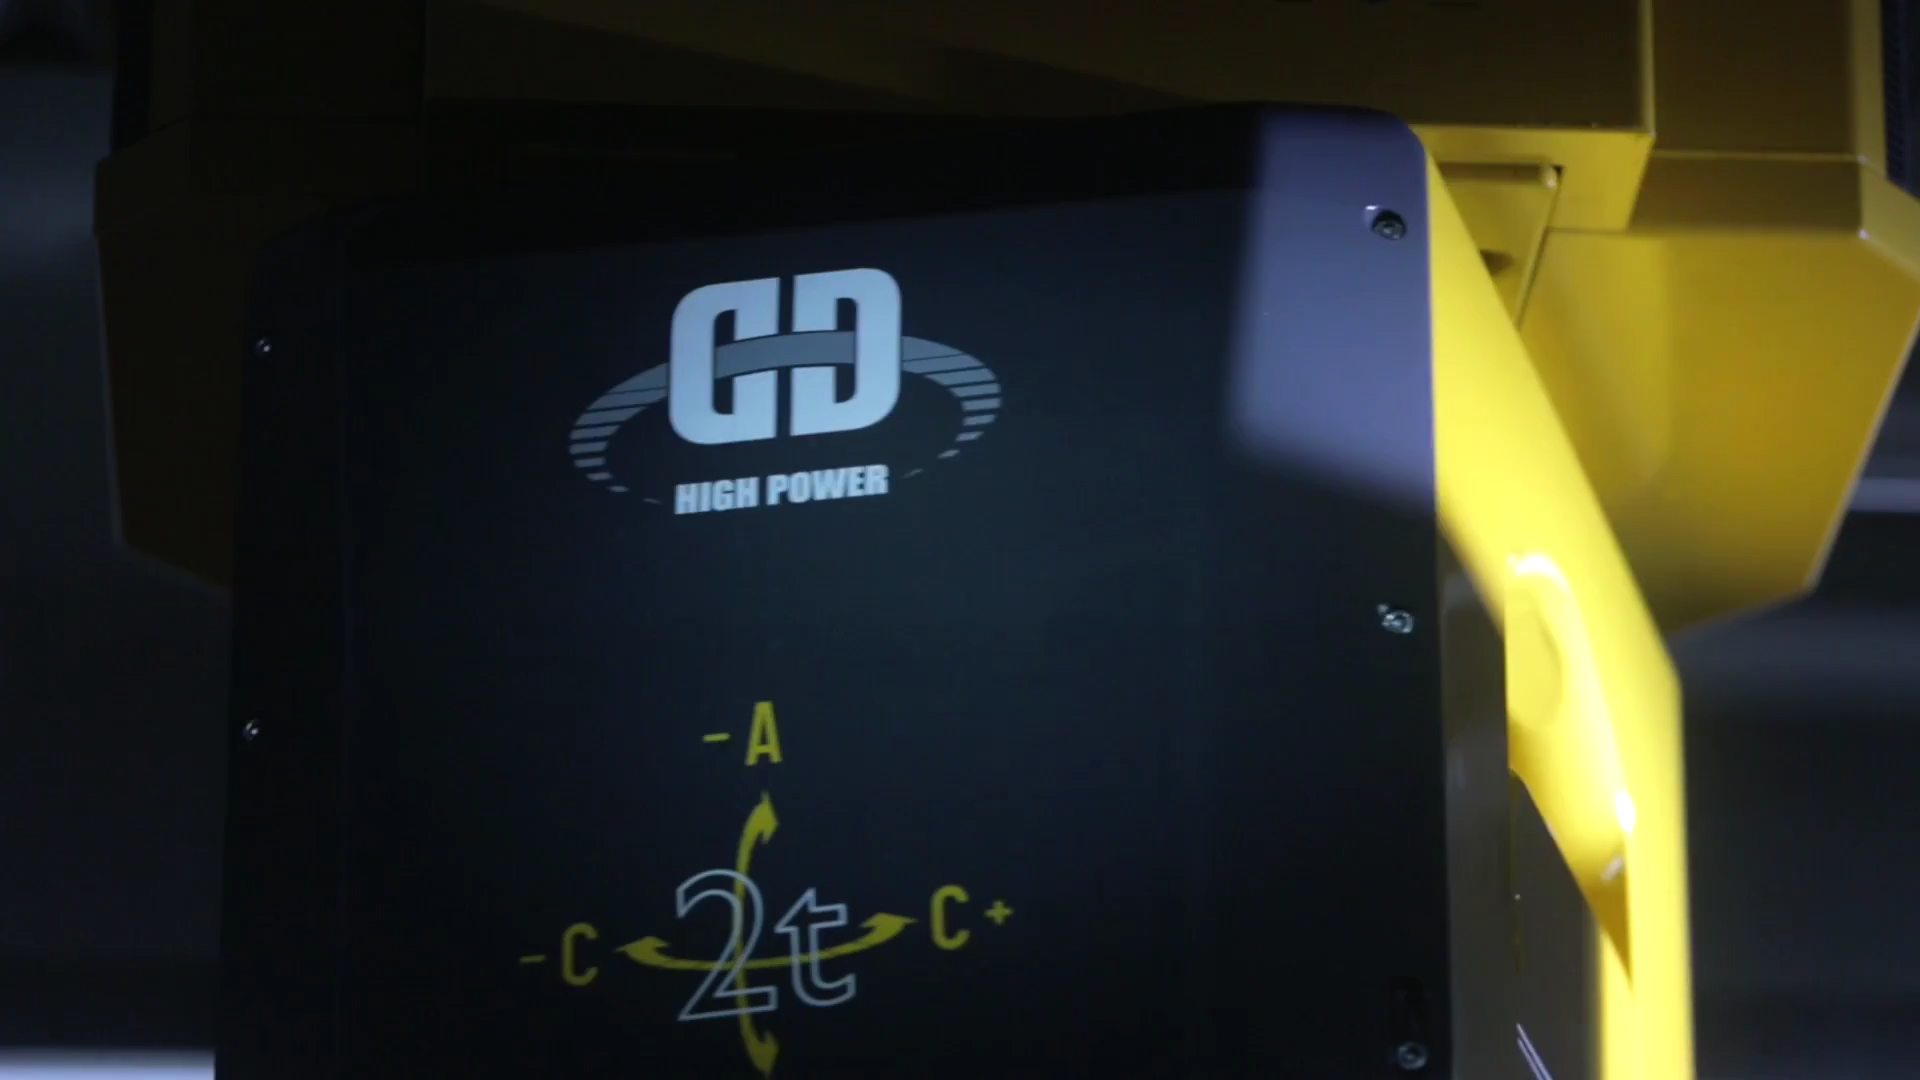 HIGH POWER
- A
2t
- C
C +